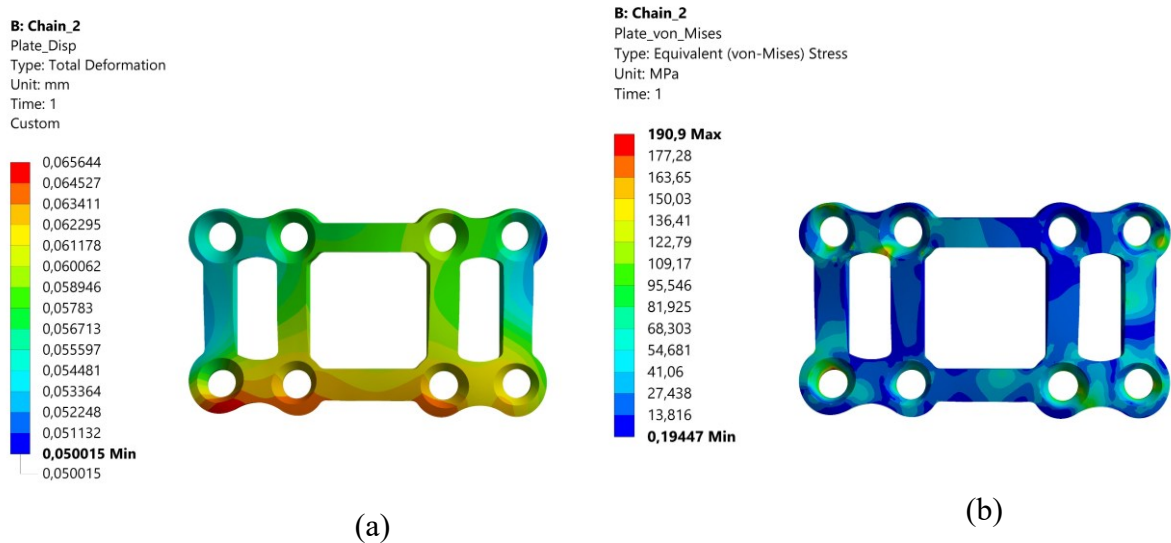 B: Chain_2
Plate_Disp
Type: Total Deformation
Unit: mm
Time: 1
Custom
0,065644
0,064527
0,063411
0,062295
0,061178
0,060062
0,058946
0,05783
0,056713
0,055597
0,054481
0,053364
0,052248
0,051132
0,050015 Min
0,050015
(a)
B: Chain_2
Plate_von_Mises
Type: Equivalent (von-Mises) Stress
Unit: MPa
Time: 1
190,9 Max
177,28
163,65
150,03
136,41
122,79
109,17
95,546
81,925
68,303
54,681
41,06
27,438
13,816
0,19447 Min
(b)